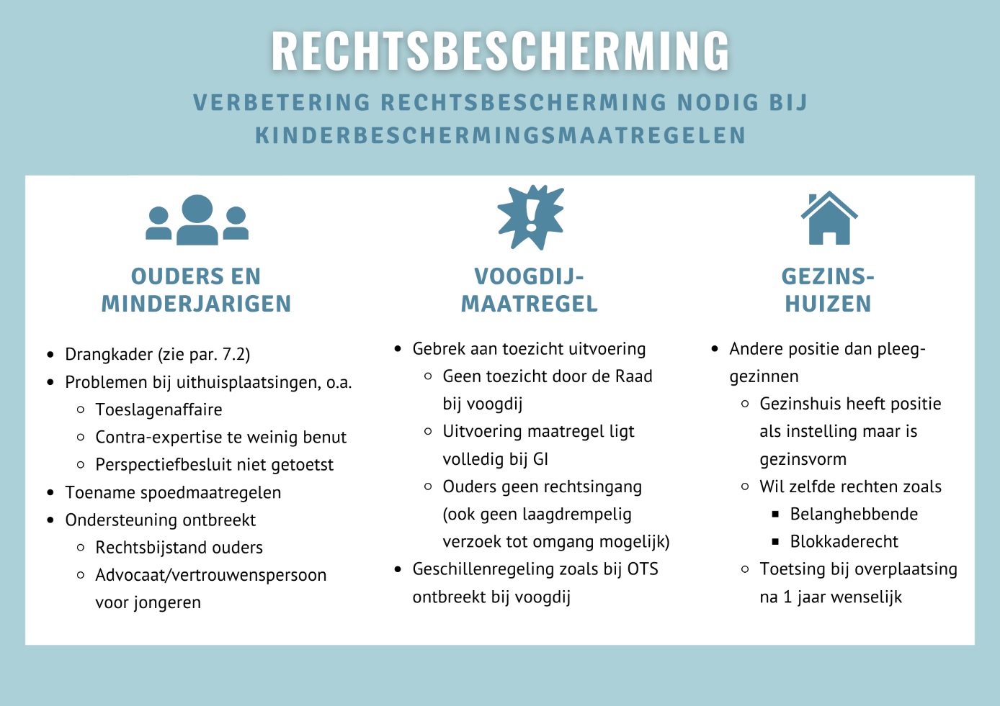 RECHTSBESCHERMING
VERBETERING RECHTSBESCHERMING NODIG BIJ
KINDERBESCHERMINGSMAATREGELEN
OUDERS EN
MINDERJARIGEN
• Drangkader (zie par. 7.2)
• Problemen bij uithuisplaatsingen, o.a.
◦ Toeslagenaffaire
◦ Contra-expertise te weinig benut
◦ Perspectiefbesluit niet getoetst
• Toename spoedmaatregelen
• Ondersteuning ontbreekt
◦ Rechtsbijstand ouders
◦ Advocaat/vertrouwenspersoon
voor jongeren
VOOGDIJ-
MAATREGEL
• Gebrek aan toezicht uitvoering
◦ Geen toezicht door de Raad
bij voogdij
◦ Uitvoering maatregel ligt
volledig bij GI
◦ Ouders geen rechtsingang
(ook geen laagdrempelig
verzoek tot omgang mogelijk)
• Geschillenregeling zoals bij OTS
ontbreekt bij voogdij
GEZINS-
HUIZEN
• Andere positie dan pleeg-
gezinnen
◦ Gezinshuis heeft positie
als instelling maar is
gezinsvorm
◦ Wil zelfde rechten zoals
▪ Belanghebbende
▪ Blokkaderecht
◦ Toetsing bij overplaatsing
na 1 jaar wenselijk